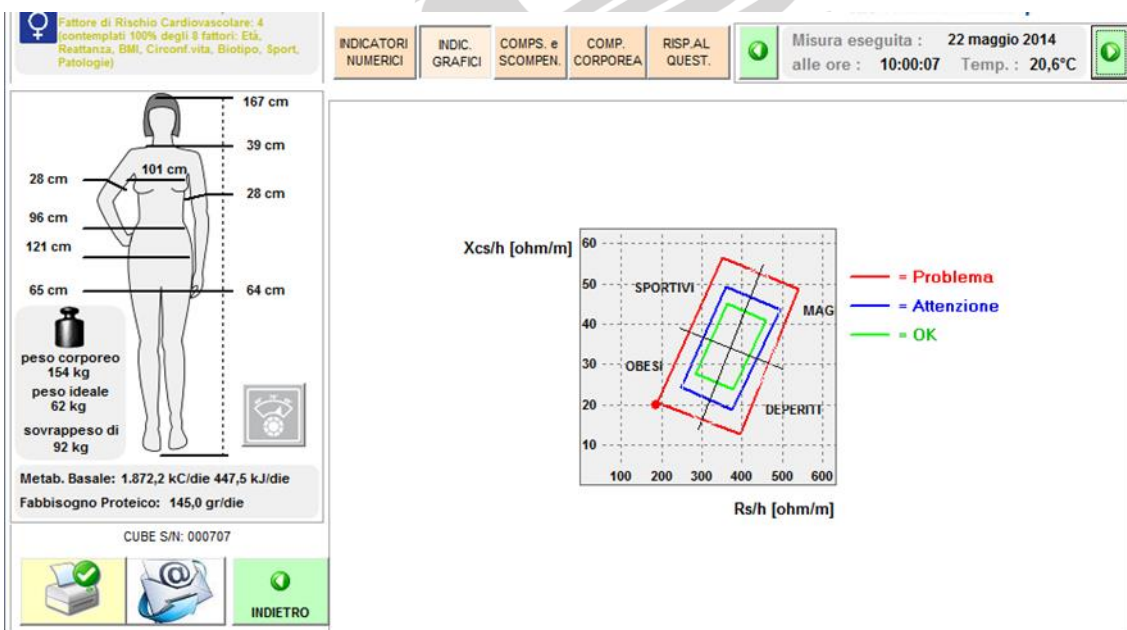 Fattore di Rischio Cardiovascolare: 4
(contemplati 100% degli 8 fattori: Età,
Reattanza, BMI, Circonf.vita, Biotipo, Sport,
Patologie)
INDICATORI
NUMERICI
INDIC.
GRAFICI
COMPS. e
SCOMPEN.
COMP.
CORPOREA
RISP.AL
QUEST.
Misura eseguita : 22 maggio 2014
alle ore : 10:00:07 Temp. : 20,6°C
167 cm
39 cm
101 cm
28 cm
28 cm
96 cm
121 cm
65 cm
64 cm
peso corporeo
154 kg
peso ideale
62 kg
sovrappeso di
92 kg
Metab. Basale: 1.872,2 kC/die 447,5 kJ/die
Fabbisogno Proteico: 145,0 gr/die
CUBE S/N: 000707
@
INDIETRO
Xcs/h [ohm/m]
60
50
40
30
20
10
SPORTIVI
MAG
OBESI
DEPERITI
100 200 300 400 500 600
Rs/h [ohm/m]
= Problema
= Attenzione
= OK